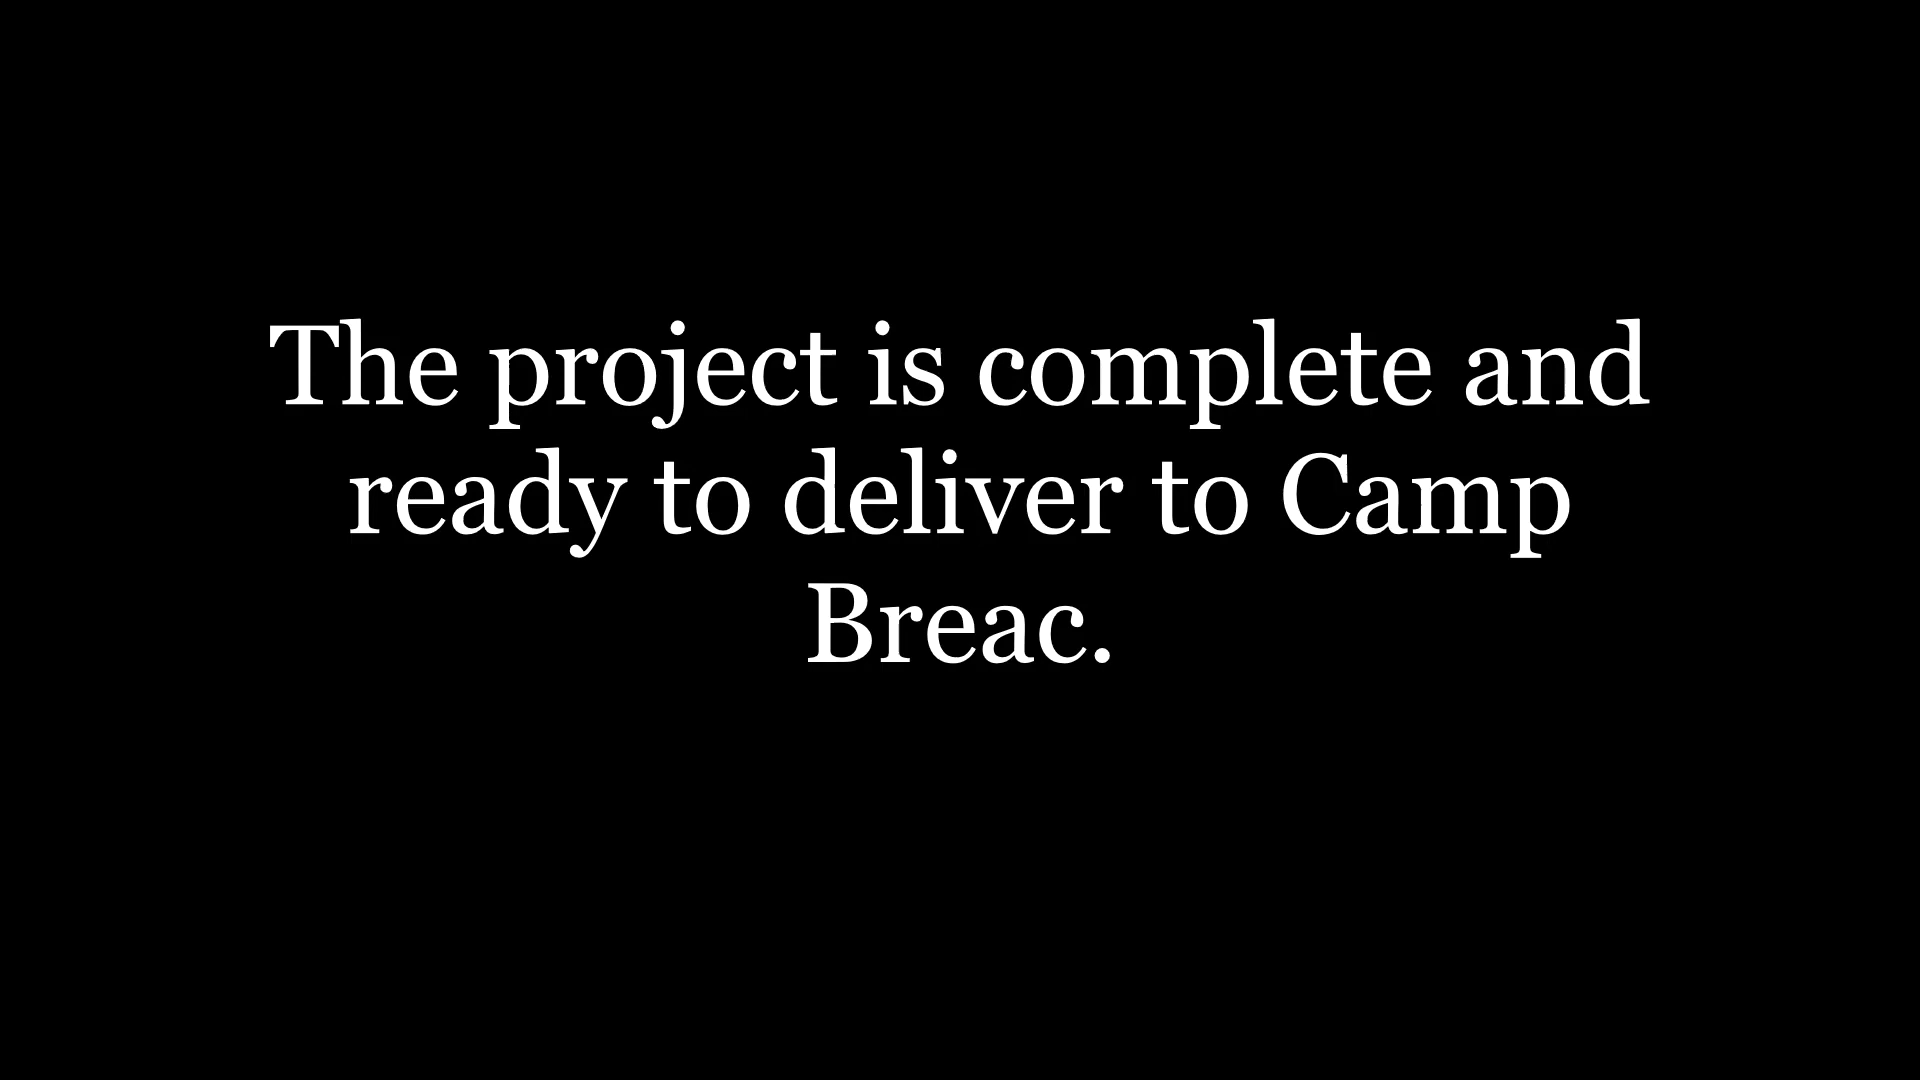 The project is complete and
ready to deliver to Camp
Breac.